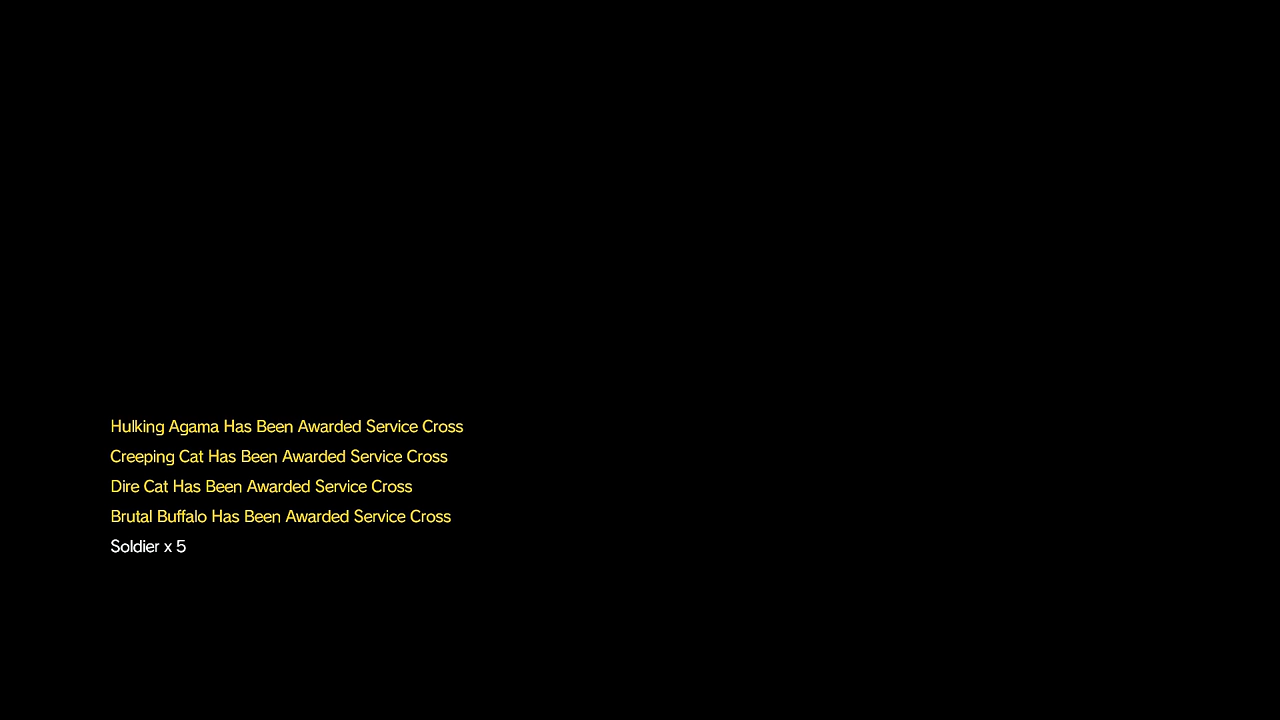 Hulking Agama Has Been Awarded Service Cross
Creeping Cat Has Been Awarded Service Cross
Dire Cat Has Been Awarded Service Cross
Brutal Buffalo Has Been Awarded Service Cross
Soldier x 5